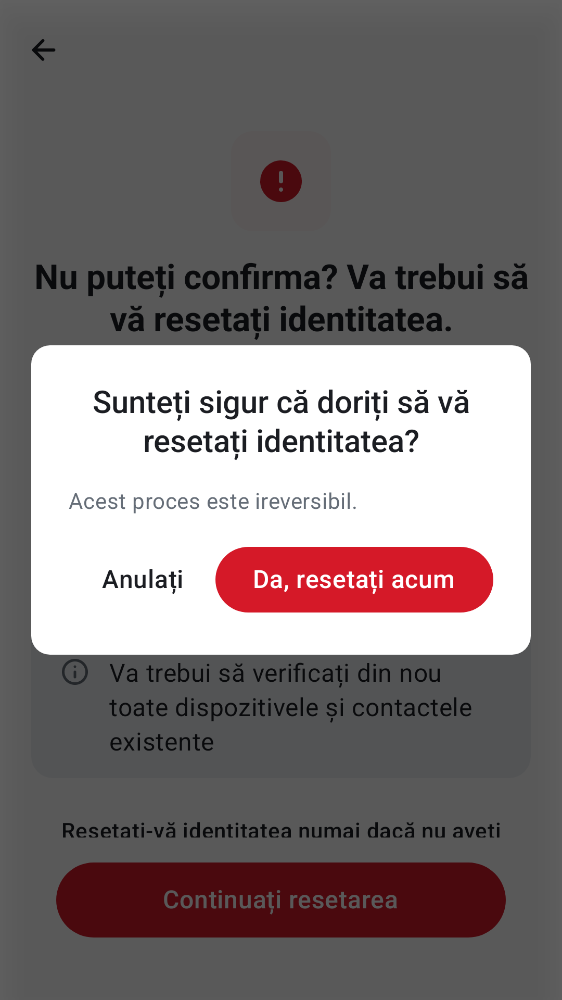 Nu puteți confirma? Va trebui să
vă resetați identitatea.
Sunteți sigur că doriți să vă
resetați identitatea?
Acest proces este ireversibil.
Anulați
Da, resetați acum
Va trebui să verificați din nou
toate dispozitivele și contactele
existente
Resetați-vă identitatea numai dacă nu aveți
Continuați resetarea